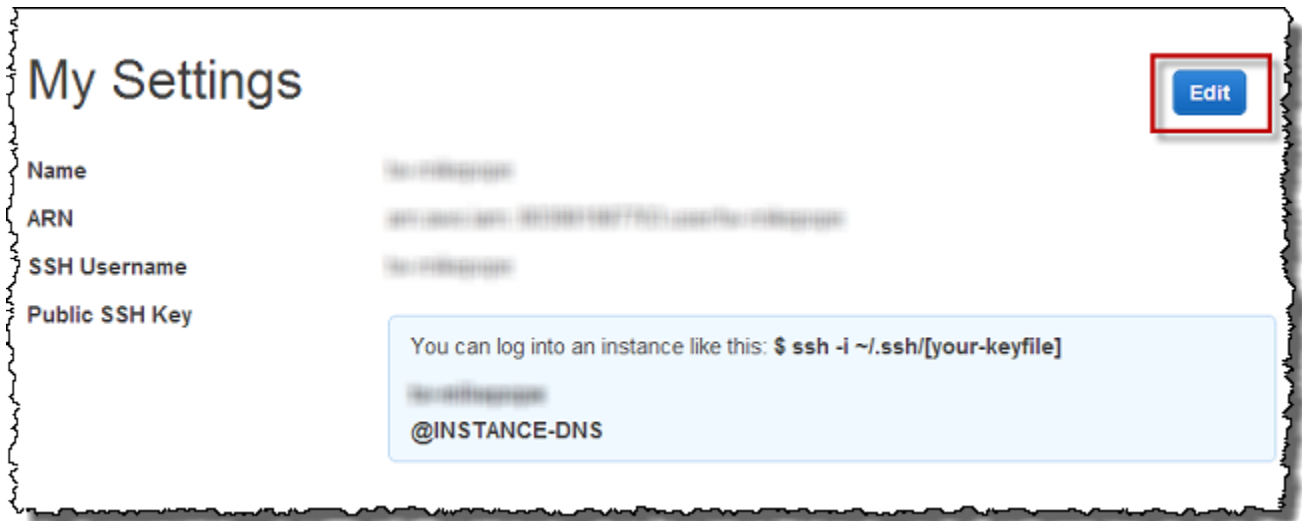 My Settings
Edit
Name
ARN
SSH Username
Public SSH Key
You can log into an instance like this: $ ssh -i ~/.ssh/[your-keyfile]
@INSTANCE-DNS